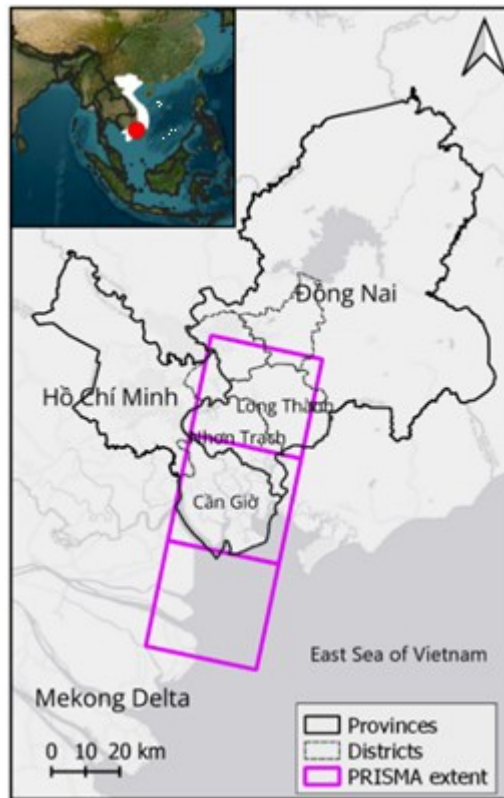 Đồng Nai
Hồ Chí Minh
Long Thành
Nhơn Trạch
Cần Giờ
East Sea of Vietnam
Mekong Delta
0 10 20 km
Provinces
Districts
PRISMA extent